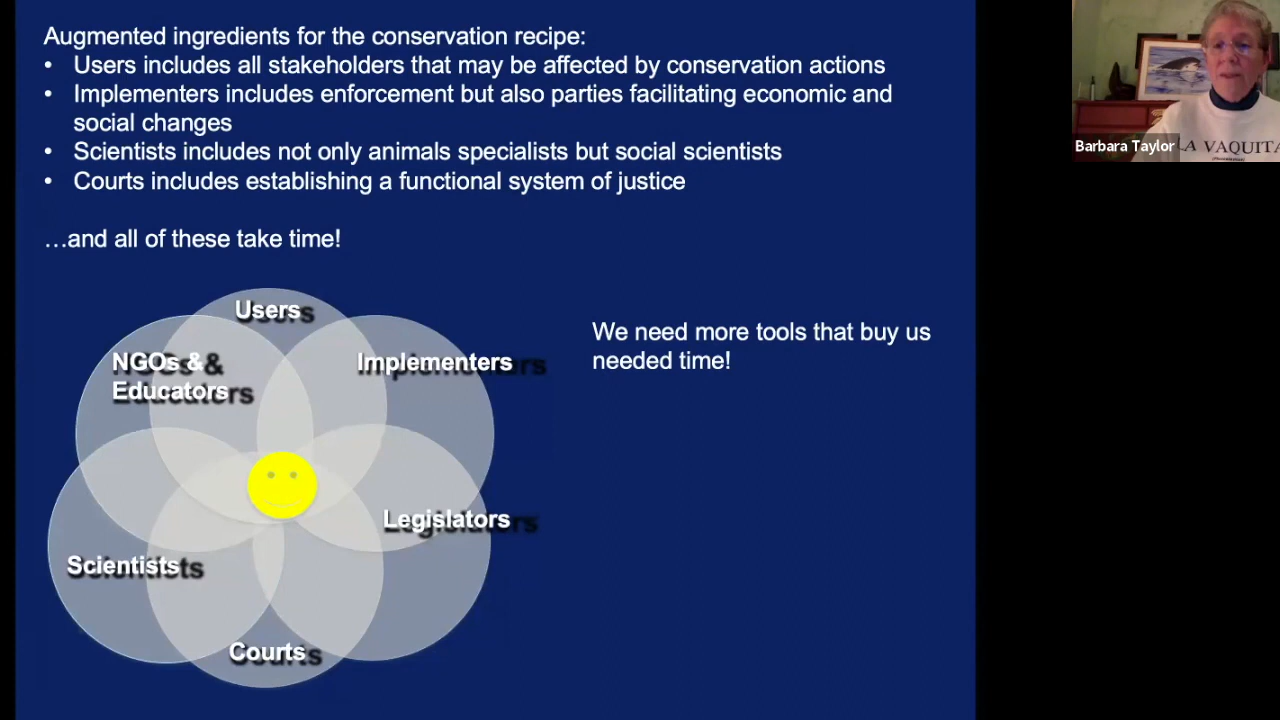 Augmented ingredients for the conservation recipe:
• Users includes all stakeholders that may be affected by conservation actions
• Implementers includes enforcement but also parties facilitating economic and
social changes
• Scientists includes not only animals specialists but social scientists
• Courts includes establishing a functional system of justice
…and all of these take time!
Users
NGOs &
Educators
Implementers
We need more tools that buy us
needed time!
Legislators
Scientists
Courts
Barbara Taylor
LA VAQUITA